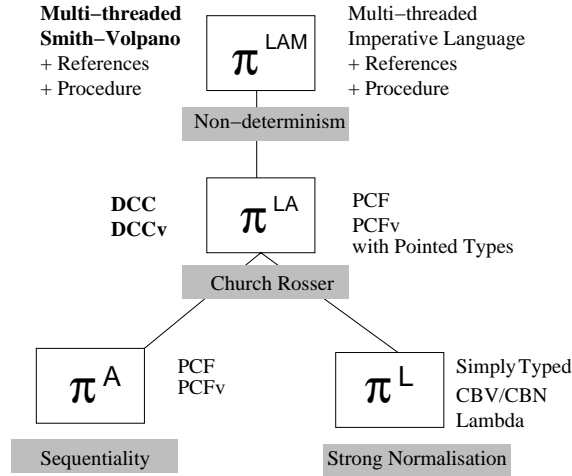 Multi−threaded
Smith−Volpano
+ References
+ Procedure
π LAM
Multi−threaded
Imperative Language
+ References
+ Procedure
Non−determinism
DCC
DCCv
π LA
PCF
PCFv
with Pointed Types
Church Rosser
π A
PCF
PCFv
π L
Simply Typed
CBV/CBN
Lambda
Sequentiality
Strong Normalisation